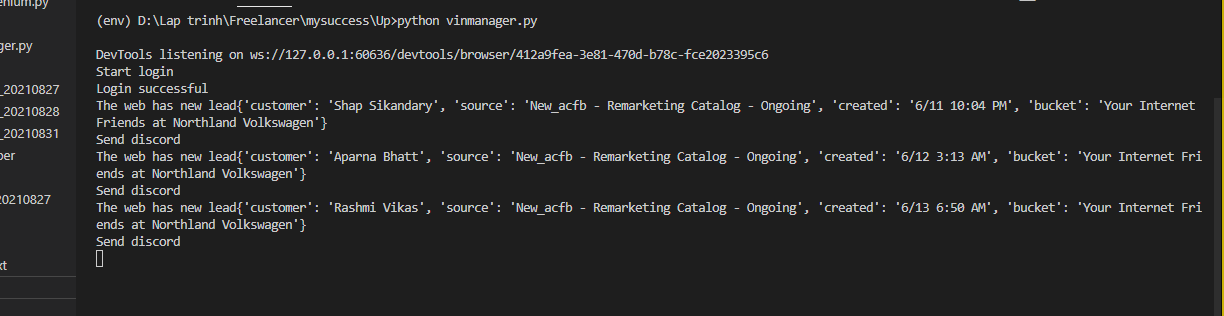 enium.py
(env) D:\Lap trinh\Freelancer\mysuccess\Up>python vinmanager.py
ger.py
DevTools listening on ws://127.0.0.1:60636/devtools/browser/412a9fea-3e81-470d-b78c-fce2023395c6
Start login
_20210827
Login successful
The web has new lead{'customer': 'Shap Sikandary', 'source': 'New_acfb - Remarketing Catalog - Ongoing', 'created': '6/11 10:04 PM', 'bucket': 'Your Internet
_20210828
Friends at Northland Volkswagen'}
_20210831
Send discord
ber
The web has new lead{'customer': 'Aparna Bhatt', 'source': 'New_acfb - Remarketing Catalog - Ongoing', 'created': '6/12 3:13 AM', 'bucket': 'Your Internet Fri
ends at Northland Volkswagen'}
Send discord
20210827
The web has new lead{'customer': 'Rashmi Vikas', 'source': 'New_acfb - Remarketing Catalog - Ongoing', 'created': '6/13 6:50 AM', 'bucket': 'Your Internet Fri
ends at Northland Volkswagen'}
Send discord
xt